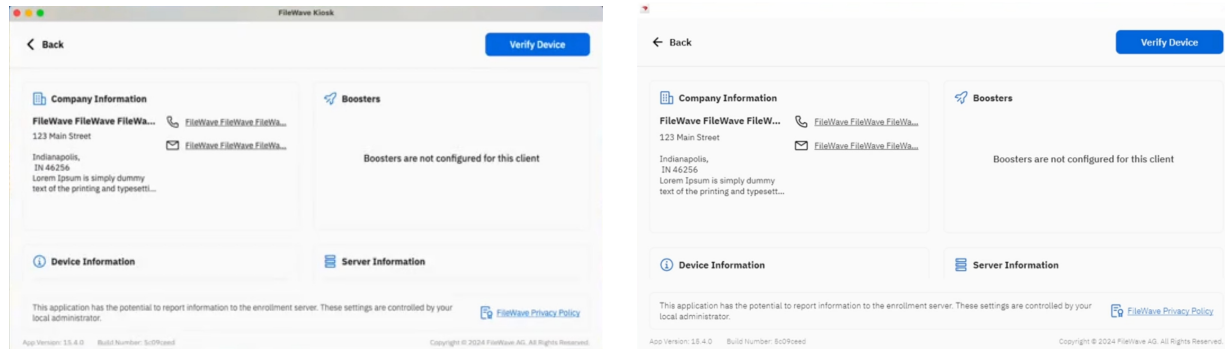 FileWave Kiosk
Back
Verify Device
Company Information
FileWave FileWave FileWa...
FileWave FileWave FileWa...
123 Main Street
FileWave FileWave FileWa...
Indianapolis,
IN 46256
Lorem Ipsum is simply dummy
text of the printing and typesetti...
Boosters
Boosters are not configured for this client
Device Information
Server Information
This application has the potential to report information to the enrollment server. These settings are controlled by your
local administrator.
FileWave Privacy Policy
App Version: 15.4.0 Build Number: 5c09ceed
Copyright © 2024 FileWave AG. All Rights Reserved.
Back
Verify Device
Company Information
FileWave FileWave FileW...
FileWave FileWave FileWa...
123 Main Street
FileWave FileWave FileWa...
Indianapolis,
IN 46256
Lorem Ipsum is simply dummy
text of the printing and typesett...
Boosters
Boosters are not configured for this client
Device Information
Server Information
This application has the potential to report information to the enrollment server. These settings are controlled by your
local administrator.
FileWave Privacy Policy
App Version: 15.4.0 Build Number: 5c09ceed
Copyright © 2024 FileWave AG. All Rights Reserved.